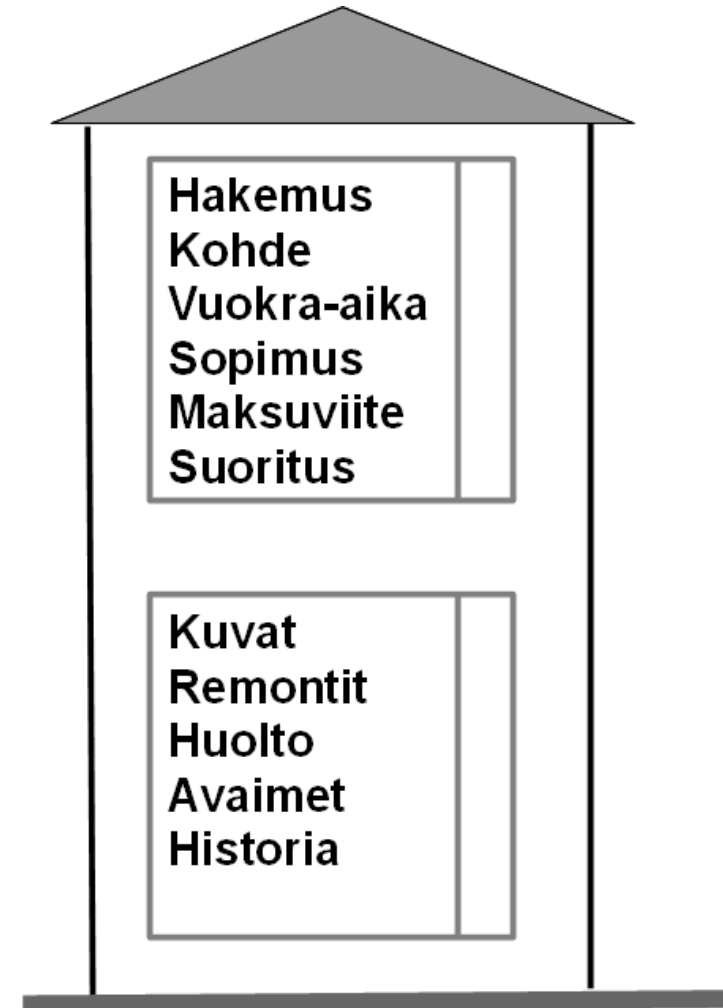 Hakemus
Kohde
Vuokra-aika
Sopimus
Maksuviite
Suoritus
Kuvat
Remontit
Huolto
Avaimet
Historia